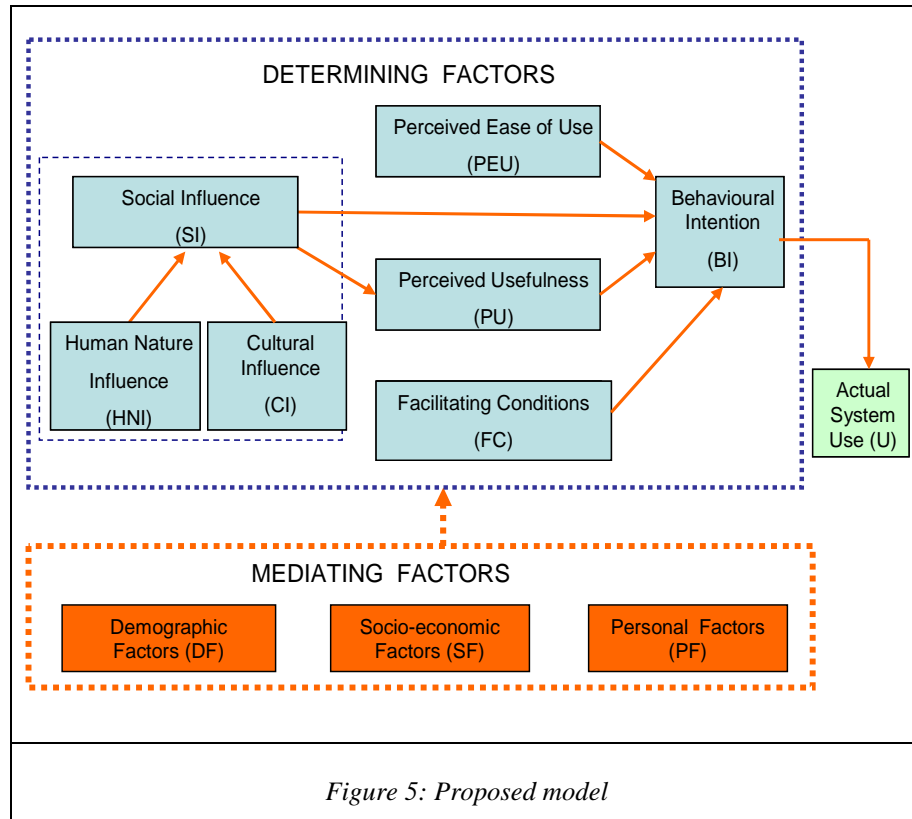 DETERMINING FACTORS
Perceived Ease of Use
(PEU)
Social Influence
(SI)
Behavioural
Intention
(BI)
Perceived Usefulness
(PU)
Human Nature
Influence
(HNI)
Cultural
Influence
(CI)
Facilitating Conditions
(FC)
Actual
System
Use (U)
MEDIATING FACTORS
Demographic
Factors (DF)
Socio-economic
Factors (SF)
Personal Factors
(PF)
Figure 5: Proposed model